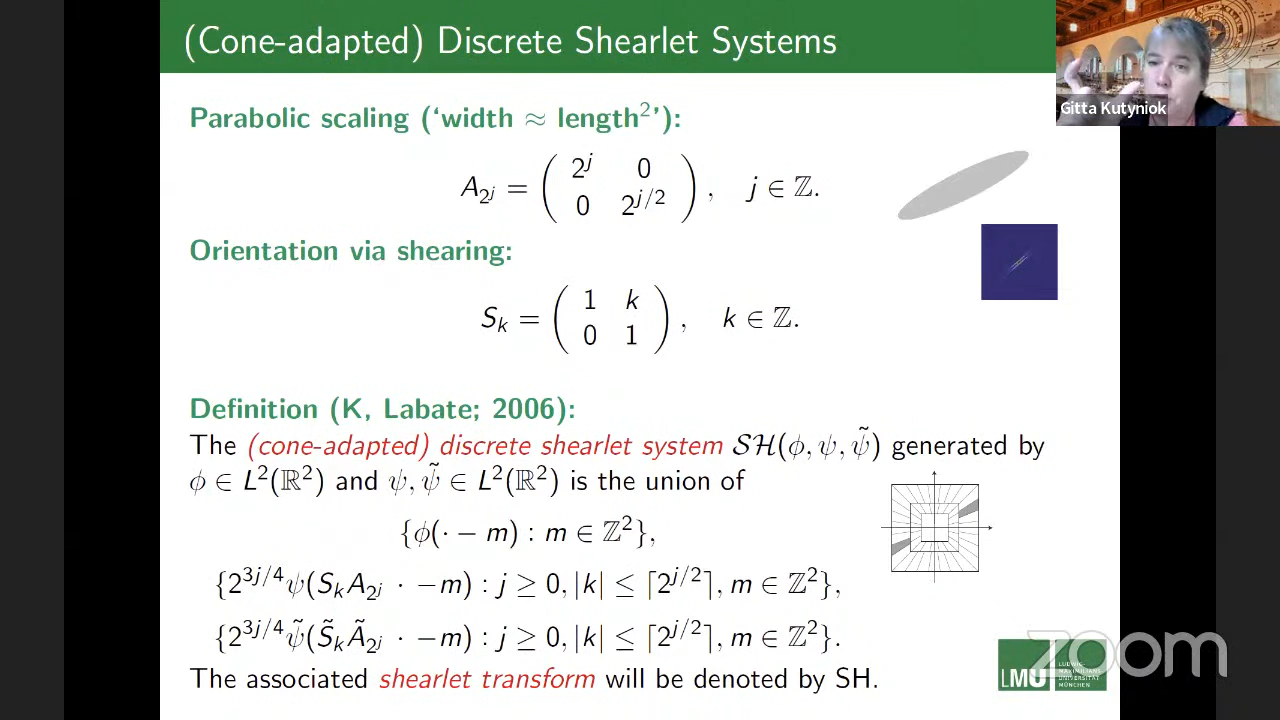 (Cone-adapted) Discrete Shearlet Systems
Gitta Kutyniok
Parabolic scaling (‘width ≈ length²’):
A_{2^j} = ( 2^j 0 ; 0 2^{j/2} ), j ∈ ℤ.
Orientation via shearing:
S_k = ( 1 k ; 0 1 ), k ∈ ℤ.
Definition (K, Labate; 2006):
The (cone-adapted) discrete shearlet system 𝒮ℋ(ϕ, ψ, ψ̃) generated by
ϕ ∈ L²(ℝ²) and ψ, ψ̃ ∈ L²(ℝ²) is the union of
{ϕ(· − m) : m ∈ ℤ²},
{2^{3j/4}ψ(S_k A_{2^j} · −m) : j ≥ 0, |k| ≤ ⌈2^{j/2}⌉, m ∈ ℤ²},
{2^{3j/4}ψ̃(S̃_k Ã_{2^j} · −m) : j ≥ 0, |k| ≤ ⌈2^{j/2}⌉, m ∈ ℤ²}.
The associated shearlet transform will be denoted by SH.
LMU
LUDWIG-
MAXIMILIANS-
UNIVERSITÄT
MÜNCHEN
zoom